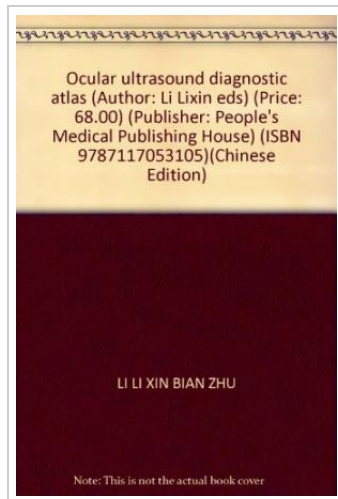 Ocular ultrasound diagnostic
atlas (Author: Li Lixin eds) (Price:
68.00) (Publisher: People's
Medical Publishing House) (ISBN
9787117053105)(Chinese
Edition)
LI LI XIN BIAN ZHU
Note: This is not the actual book cover